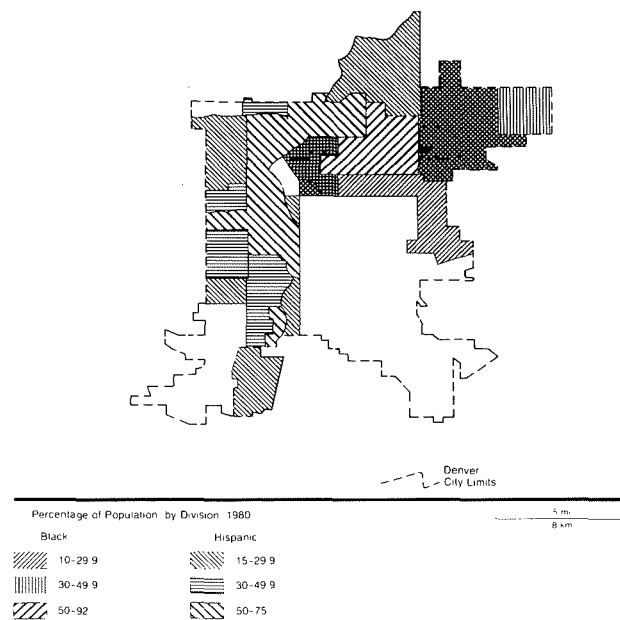 Denver
City Limits
Percentage of Population by Division 1980
5 mi
8 km
Black
Hispanic
10-29 9
15-29 9
30-49 9
30-49 9
50-92
50-75